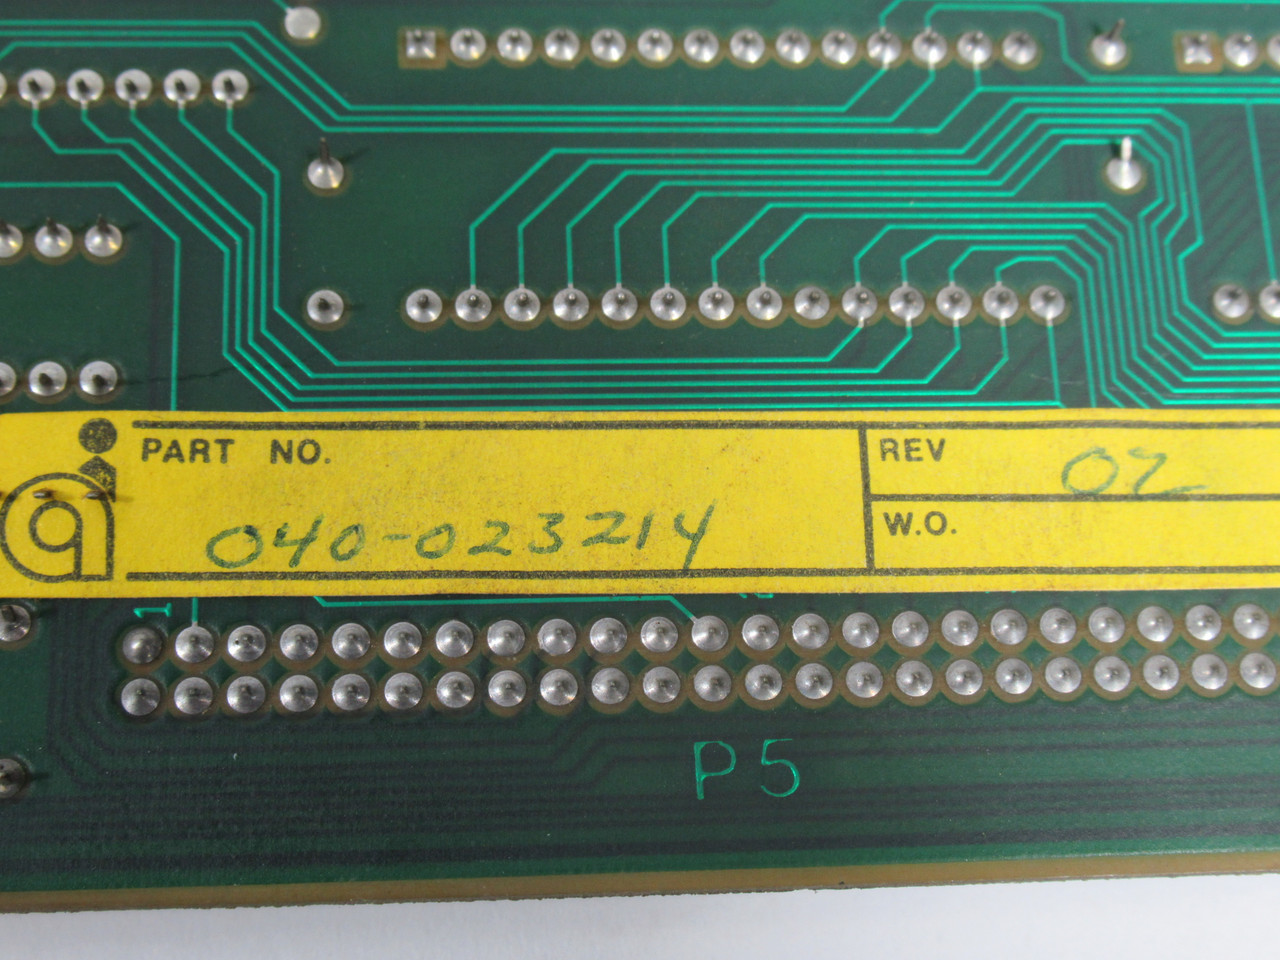 PART NO.
040-023214
REV 02
W.O.
1
P5